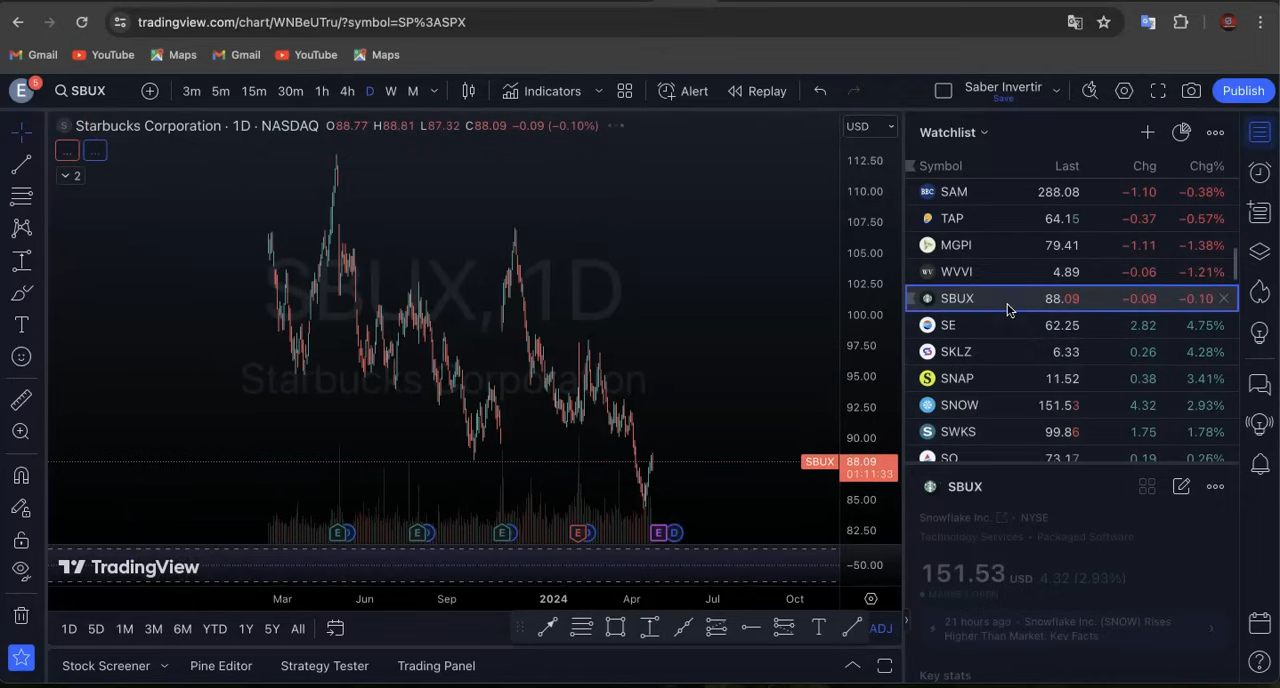 tradingview.com/chart/WNBeUTru/?symbol=SP%3ASPX
Gmail YouTube Maps Gmail YouTube Maps
E 5 SBUX 3m 5m 15m 30m 1h 4h D W M Indicators Alert Replay Saber Invertir Save Publish
Starbucks Corporation · 1D · NASDAQ O88.77 H88.81 L87.32 C88.09 −0.09 (−0.10%)
USD
... ...
2
SBUX, 1D
Starbucks Corporation
112.50
110.00
107.50
105.00
102.50
100.00
97.50
95.00
92.50
90.00
SBUX 88.09
01:11:33
85.00
82.50
E E E E E D
−50.00
TradingView
Mar Jun Sep 2024 Apr Jul Oct
1D 5D 1M 3M 6M YTD 1Y 5Y All
ADJ
Stock Screener Pine Editor Strategy Tester Trading Panel
Watchlist
Symbol Last Chg Chg%
SAM 288.08 −1.10 −0.38%
TAP 64.15 −0.37 −0.57%
MGPI 79.41 −1.11 −1.38%
WVVI 4.89 −0.06 −1.21%
SBUX 88.09 −0.09 −0.10
SE 62.25 2.82 4.75%
SKLZ 6.33 0.26 4.28%
SNAP 11.52 0.38 3.41%
SNOW 151.53 4.32 2.93%
SWKS 99.86 1.75 1.78%
SO 73.17 0.19 0.26%
SBUX
Snowflake Inc. · NYSE
Technology Services · Packaged Software
151.53 USD 4.32 (2.93%)
MARKET OPEN
21 hours ago · Snowflake Inc. (SNOW) Rises
Higher Than Market: Key Facts
Key stats